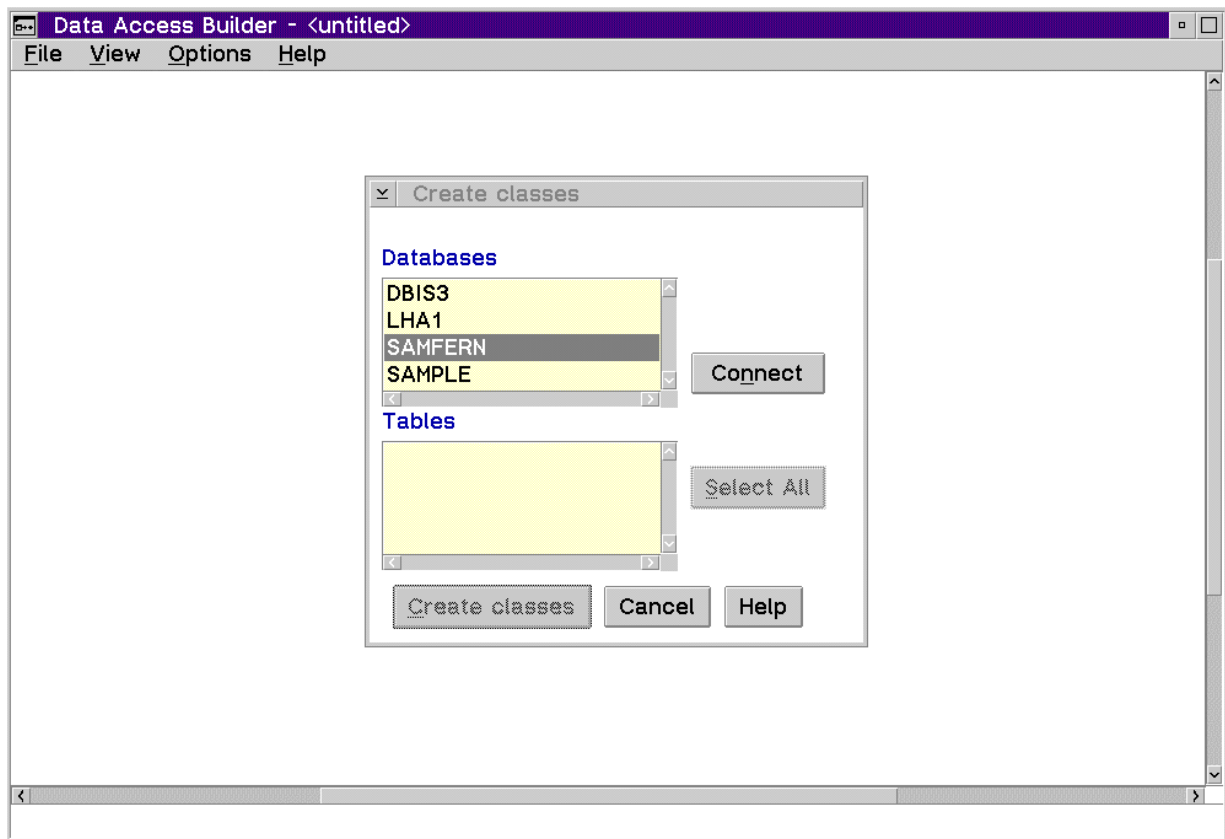 Data Access Builder - <untitled>
File View Options Help
Create classes
Databases
DBIS3
LHA1
SAMFERN
SAMPLE
Connect
Tables
Select All
Create classes Cancel Help